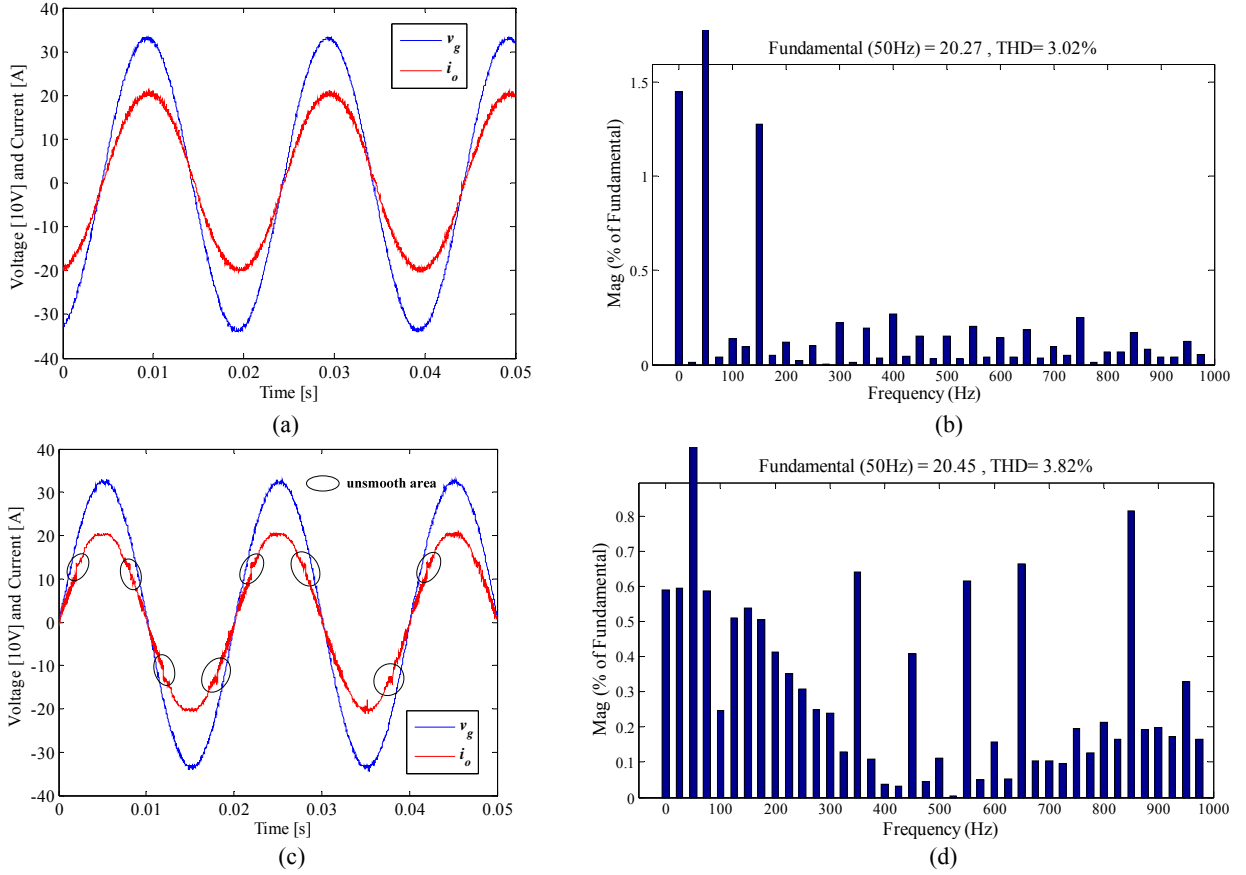 40
30
20
10
0
-10
-20
-30
-40
Voltage [10V] and Current [A]
v_g
i_o
0
0.01
0.02
0.03
0.04
0.05
Time [s]
(a)
Fundamental (50Hz) = 20.27 , THD= 3.02%
1.5
1
0.5
0
Mag (% of Fundamental)
0 100 200 300 400 500 600 700 800 900 1000
Frequency (Hz)
(b)
40
30
20
10
0
-10
-20
-30
-40
Voltage [10V] and Current [A]
unsmooth area
v_g
i_o
0
0.01
0.02
0.03
0.04
0.05
Time [s]
(c)
Fundamental (50Hz) = 20.45 , THD= 3.82%
0.8
0.7
0.6
0.5
0.4
0.3
0.2
0.1
0
Mag (% of Fundamental)
0 100 200 300 400 500 600 700 800 900 1000
Frequency (Hz)
(d)